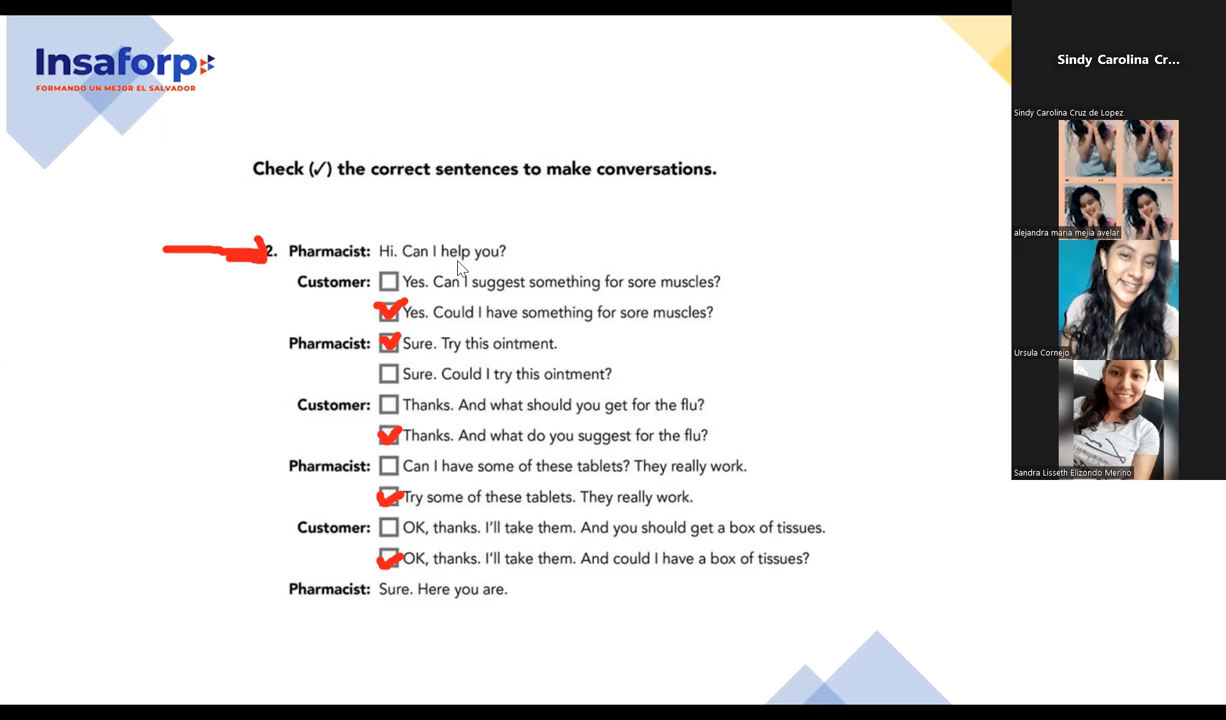 Insaforp
FORMANDO UN MEJOR EL SALVADOR
Check (✓) the correct sentences to make conversations.
2. Pharmacist: Hi. Can I help you?
Customer: Yes. Can I suggest something for sore muscles?
Yes. Could I have something for sore muscles?
Pharmacist: Sure. Try this ointment.
Sure. Could I try this ointment?
Customer: Thanks. And what should you get for the flu?
Thanks. And what do you suggest for the flu?
Pharmacist: Can I have some of these tablets? They really work.
Try some of these tablets. They really work.
Customer: OK, thanks. I'll take them. And you should get a box of tissues.
OK, thanks. I'll take them. And could I have a box of tissues?
Pharmacist: Sure. Here you are.
Sindy Carolina Cr...
Sindy Carolina Cruz de Lopez
alejandra maria mejia avelar
Ursula Cornejo
Sandra Lisseth Elizondo Merino